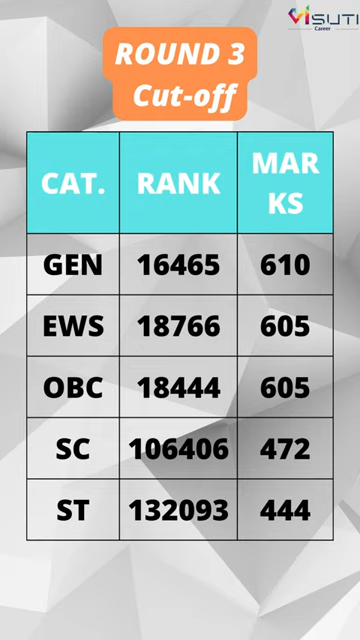 VISUTI
Career
ROUND 3
Cut-off
CAT. RANK MAR
KS
GEN 16465 610
EWS 18766 605
OBC 18444 605
SC 106406 472
ST 132093 444